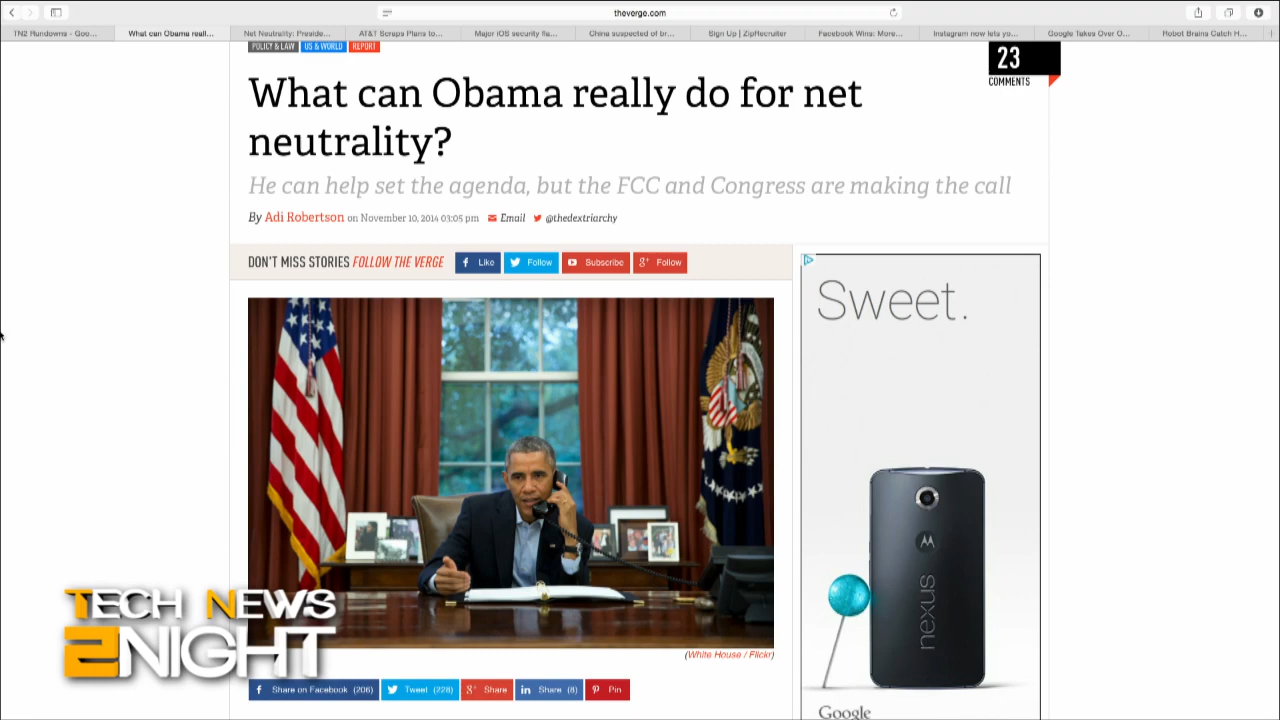 theverge.com
TN2 Rundowns - Goo...
What can Obama reall...
Net Neutrality: Preside...
AT&T Scraps Plans to...
Major iOS security fla...
China suspected of br...
Sign Up | ZipRecruiter
Facebook Wins: More...
Instagram now lets yo...
Google Takes Over O...
Robot Brains Catch H...
POLICY & LAW
US & WORLD
REPORT
23
COMMENTS
What can Obama really do for net
neutrality?
He can help set the agenda, but the FCC and Congress are making the call
By Adi Robertson on November 10, 2014 03:05 pm Email @thedextriarchy
DON'T MISS STORIES FOLLOW THE VERGE
Like
Follow
Subscribe
Follow
Sweet.
nexus
Google
(White House / Flickr)
TECH NEWS
2NIGHT
Share on Facebook (206)
Tweet (228)
Share
Share (8)
Pin